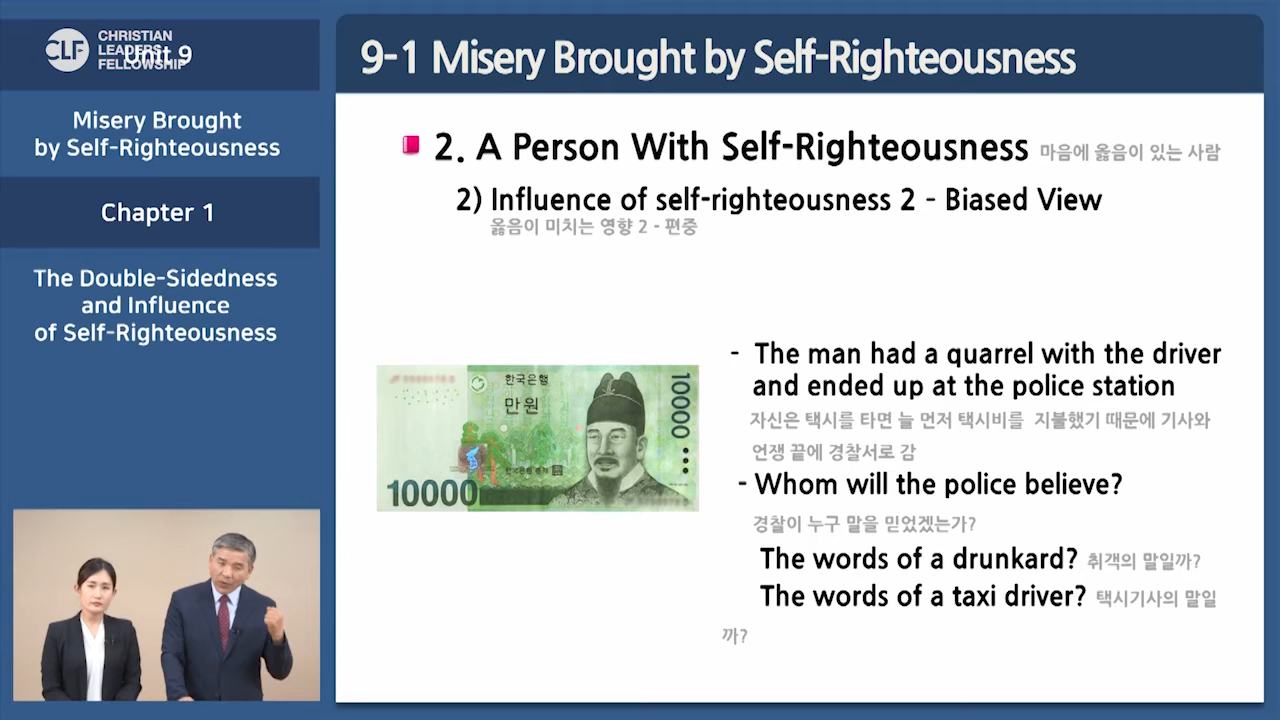 CLF CHRISTIAN
LEADERS
FELLOWSHIP
Unit 9
Misery Brought
by Self-Righteousness
Chapter 1
The Double-Sidedness
and Influence
of Self-Righteousness
9-1 Misery Brought by Self-Righteousness
2. A Person With Self-Righteousness 마음에 옳음이 있는 사람
2) Influence of self-righteousness 2 - Biased View
옳음이 미치는 영향 2 - 편중
한국은행
만원
10000
10000
- The man had a quarrel with the driver
and ended up at the police station
자신은 택시를 타면 늘 먼저 택시비를 지불했기 때문에 기사와
언쟁 끝에 경찰서로 감
- Whom will the police believe?
경찰이 누구 말을 믿었겠는가?
The words of a drunkard? 취객의 말일까?
The words of a taxi driver? 택시기사의 말일
까?